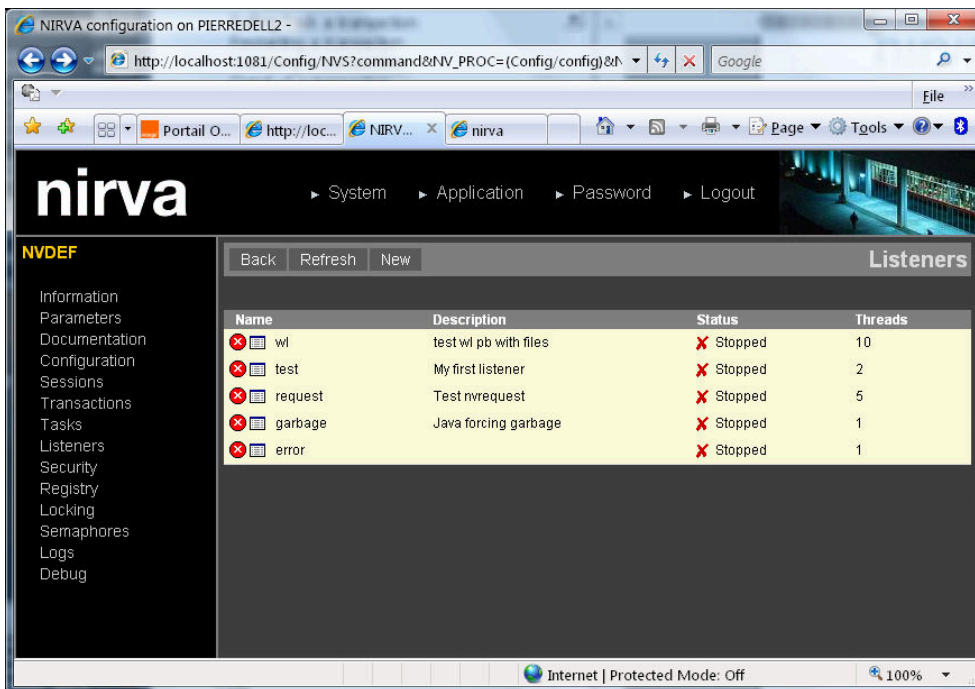 NIRVA configuration on PIERREDELL2 -
http://localhost:1081/Config/NVS?command&NV_PROC={Config/config}&N
Google
File
Portail O...
http://loc...
NIRV...
nirva
Page
Tools
nirva
System
Application
Password
Logout
NVDEF
Information
Parameters
Documentation
Configuration
Sessions
Transactions
Tasks
Listeners
Security
Registry
Locking
Semaphores
Logs
Debug
Back Refresh New Listeners
Name Description Status Threads
wl test wl pb with files Stopped 10
test My first listener Stopped 2
request Test nvrequest Stopped 5
garbage Java forcing garbage Stopped 1
error Stopped 1
Internet | Protected Mode: Off
100%